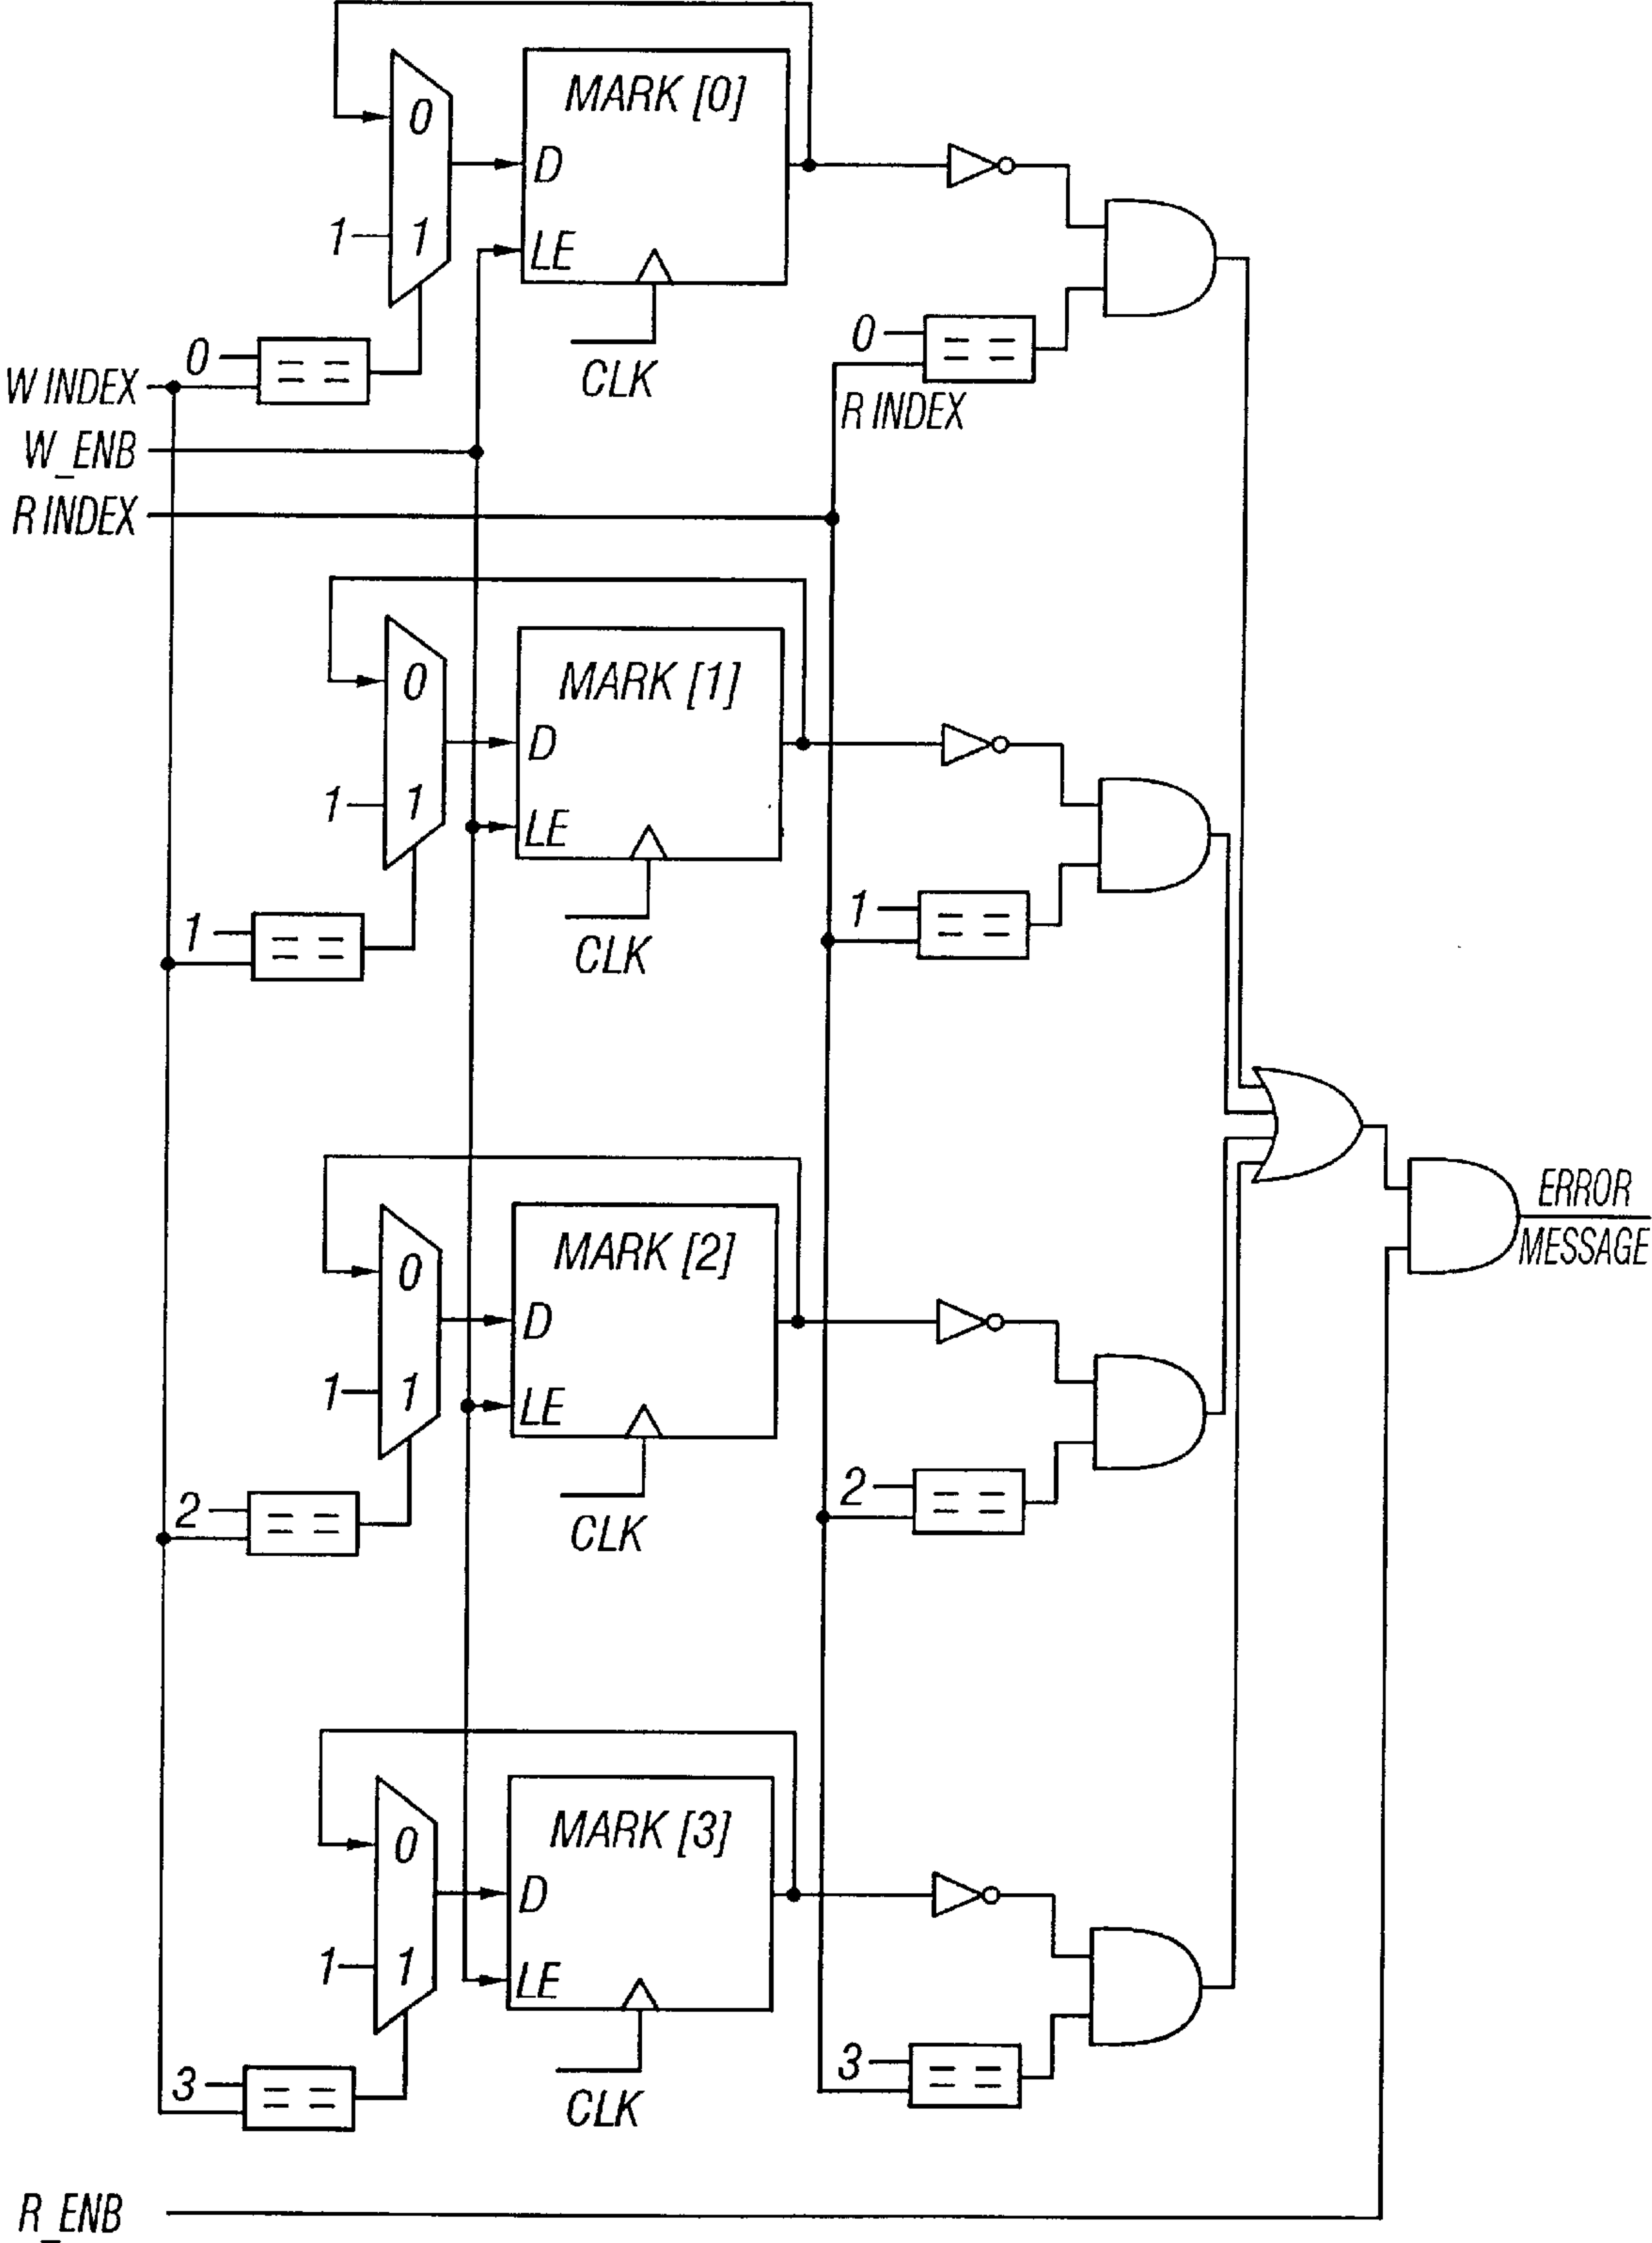 MARK [0]
0
D
1
1
LE
0
0
CLK
W INDEX
R INDEX
W_ENB
R INDEX
MARK [1]
0
D
1
1
LE
1
1
CLK
ERROR
MESSAGE
MARK [2]
0
D
1
1
LE
2
2
CLK
MARK [3]
0
D
1
1
LE
3
3
CLK
R_ENB